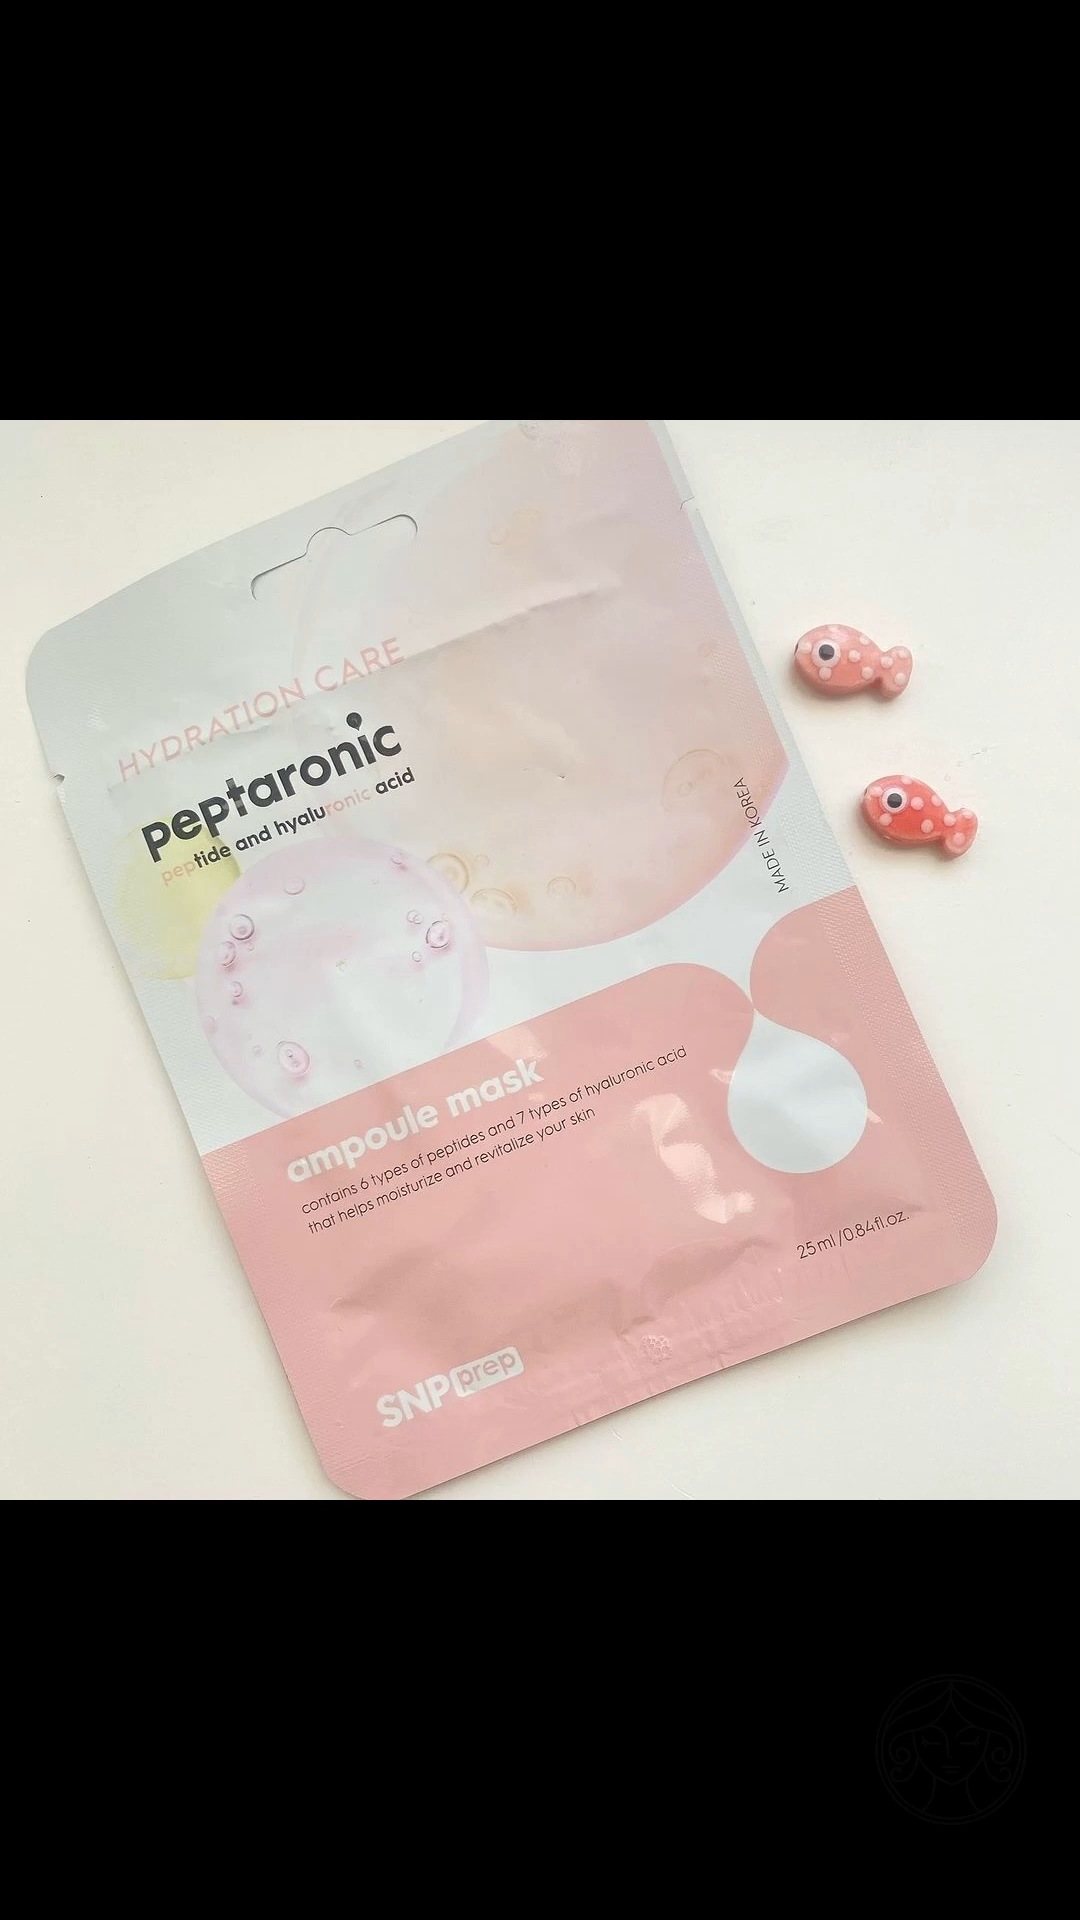 HYDRATION CARE
peptaronic
peptide and hyaluronic acid
MADE IN KOREA
ampoule mask
contains 6 types of peptides and 7 types of hyaluronic acid
that helps moisturize and revitalize your skin
25ml/0.84fl.oz.
SNP prep